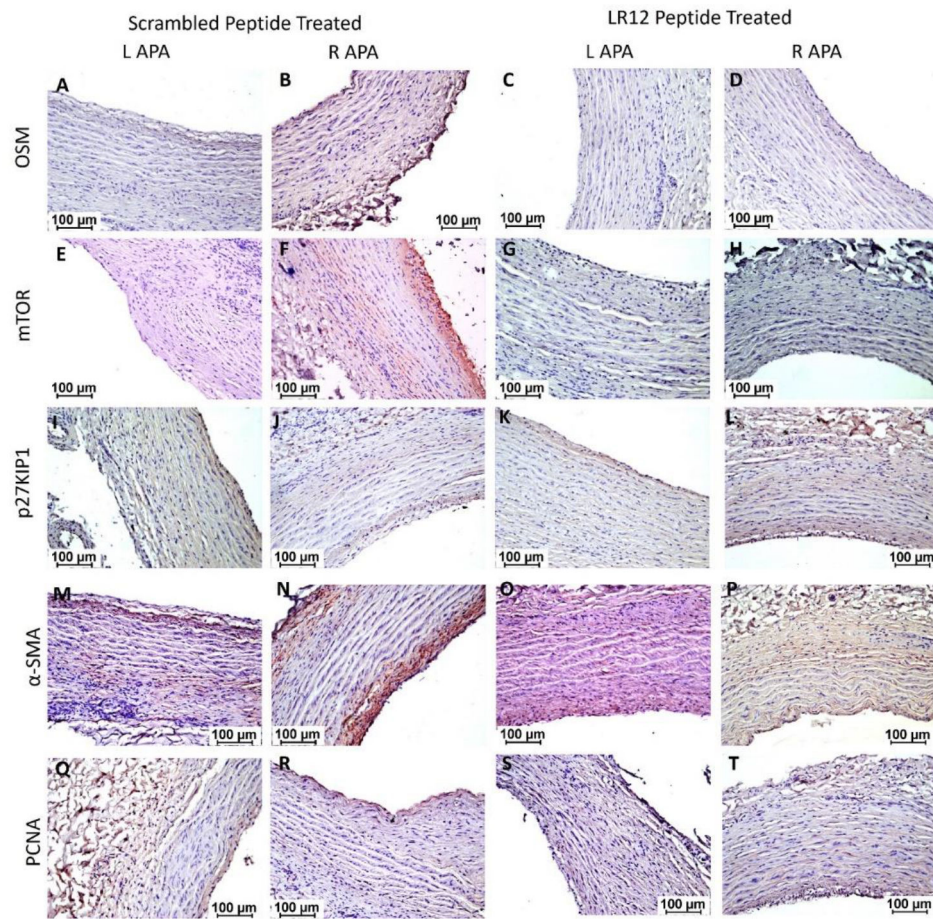 Scrambled Peptide Treated
LR12 Peptide Treated
L APA
R APA
L APA
R APA
OSM
A
100 µm
B
100 µm
C
100 µm
D
100 µm
mTOR
E
100 µm
F
100 µm
G
100 µm
H
100 µm
p27KIP1
I
100 µm
J
100 µm
K
100 µm
L
100 µm
α-SMA
M
100 µm
N
100 µm
O
100 µm
P
100 µm
PCNA
Q
100 µm
R
100 µm
S
100 µm
T
100 µm